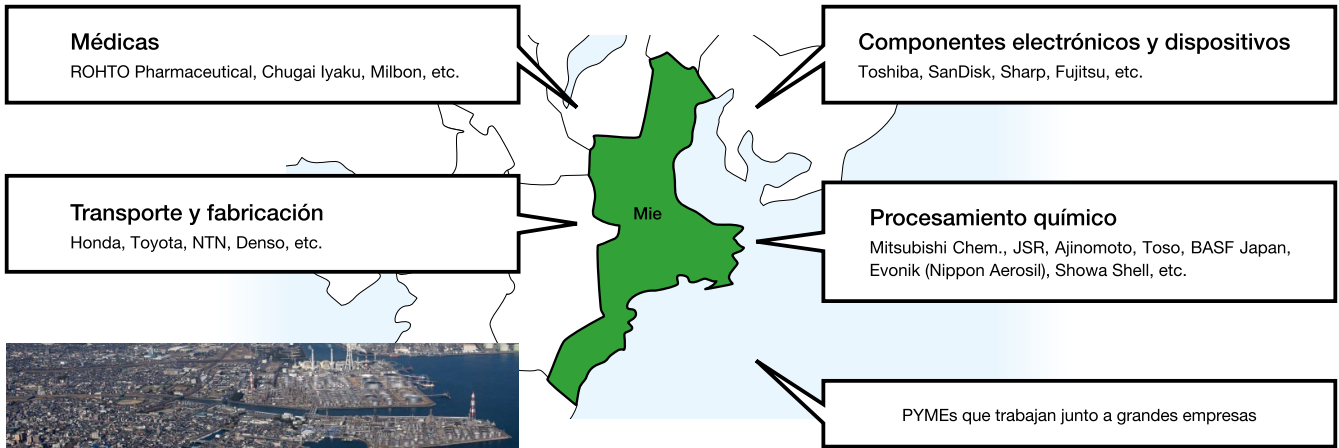 Médicas
ROHTO Pharmaceutical, Chugai Iyaku, Milbon, etc.
Componentes electrónicos y dispositivos
Toshiba, SanDisk, Sharp, Fujitsu, etc.
Transporte y fabricación
Honda, Toyota, NTN, Denso, etc.
Mie
Procesamiento químico
Mitsubishi Chem., JSR, Ajinomoto, Toso, BASF Japan,
Evonik (Nippon Aerosil), Showa Shell, etc.
PYMEs que trabajan junto a grandes empresas